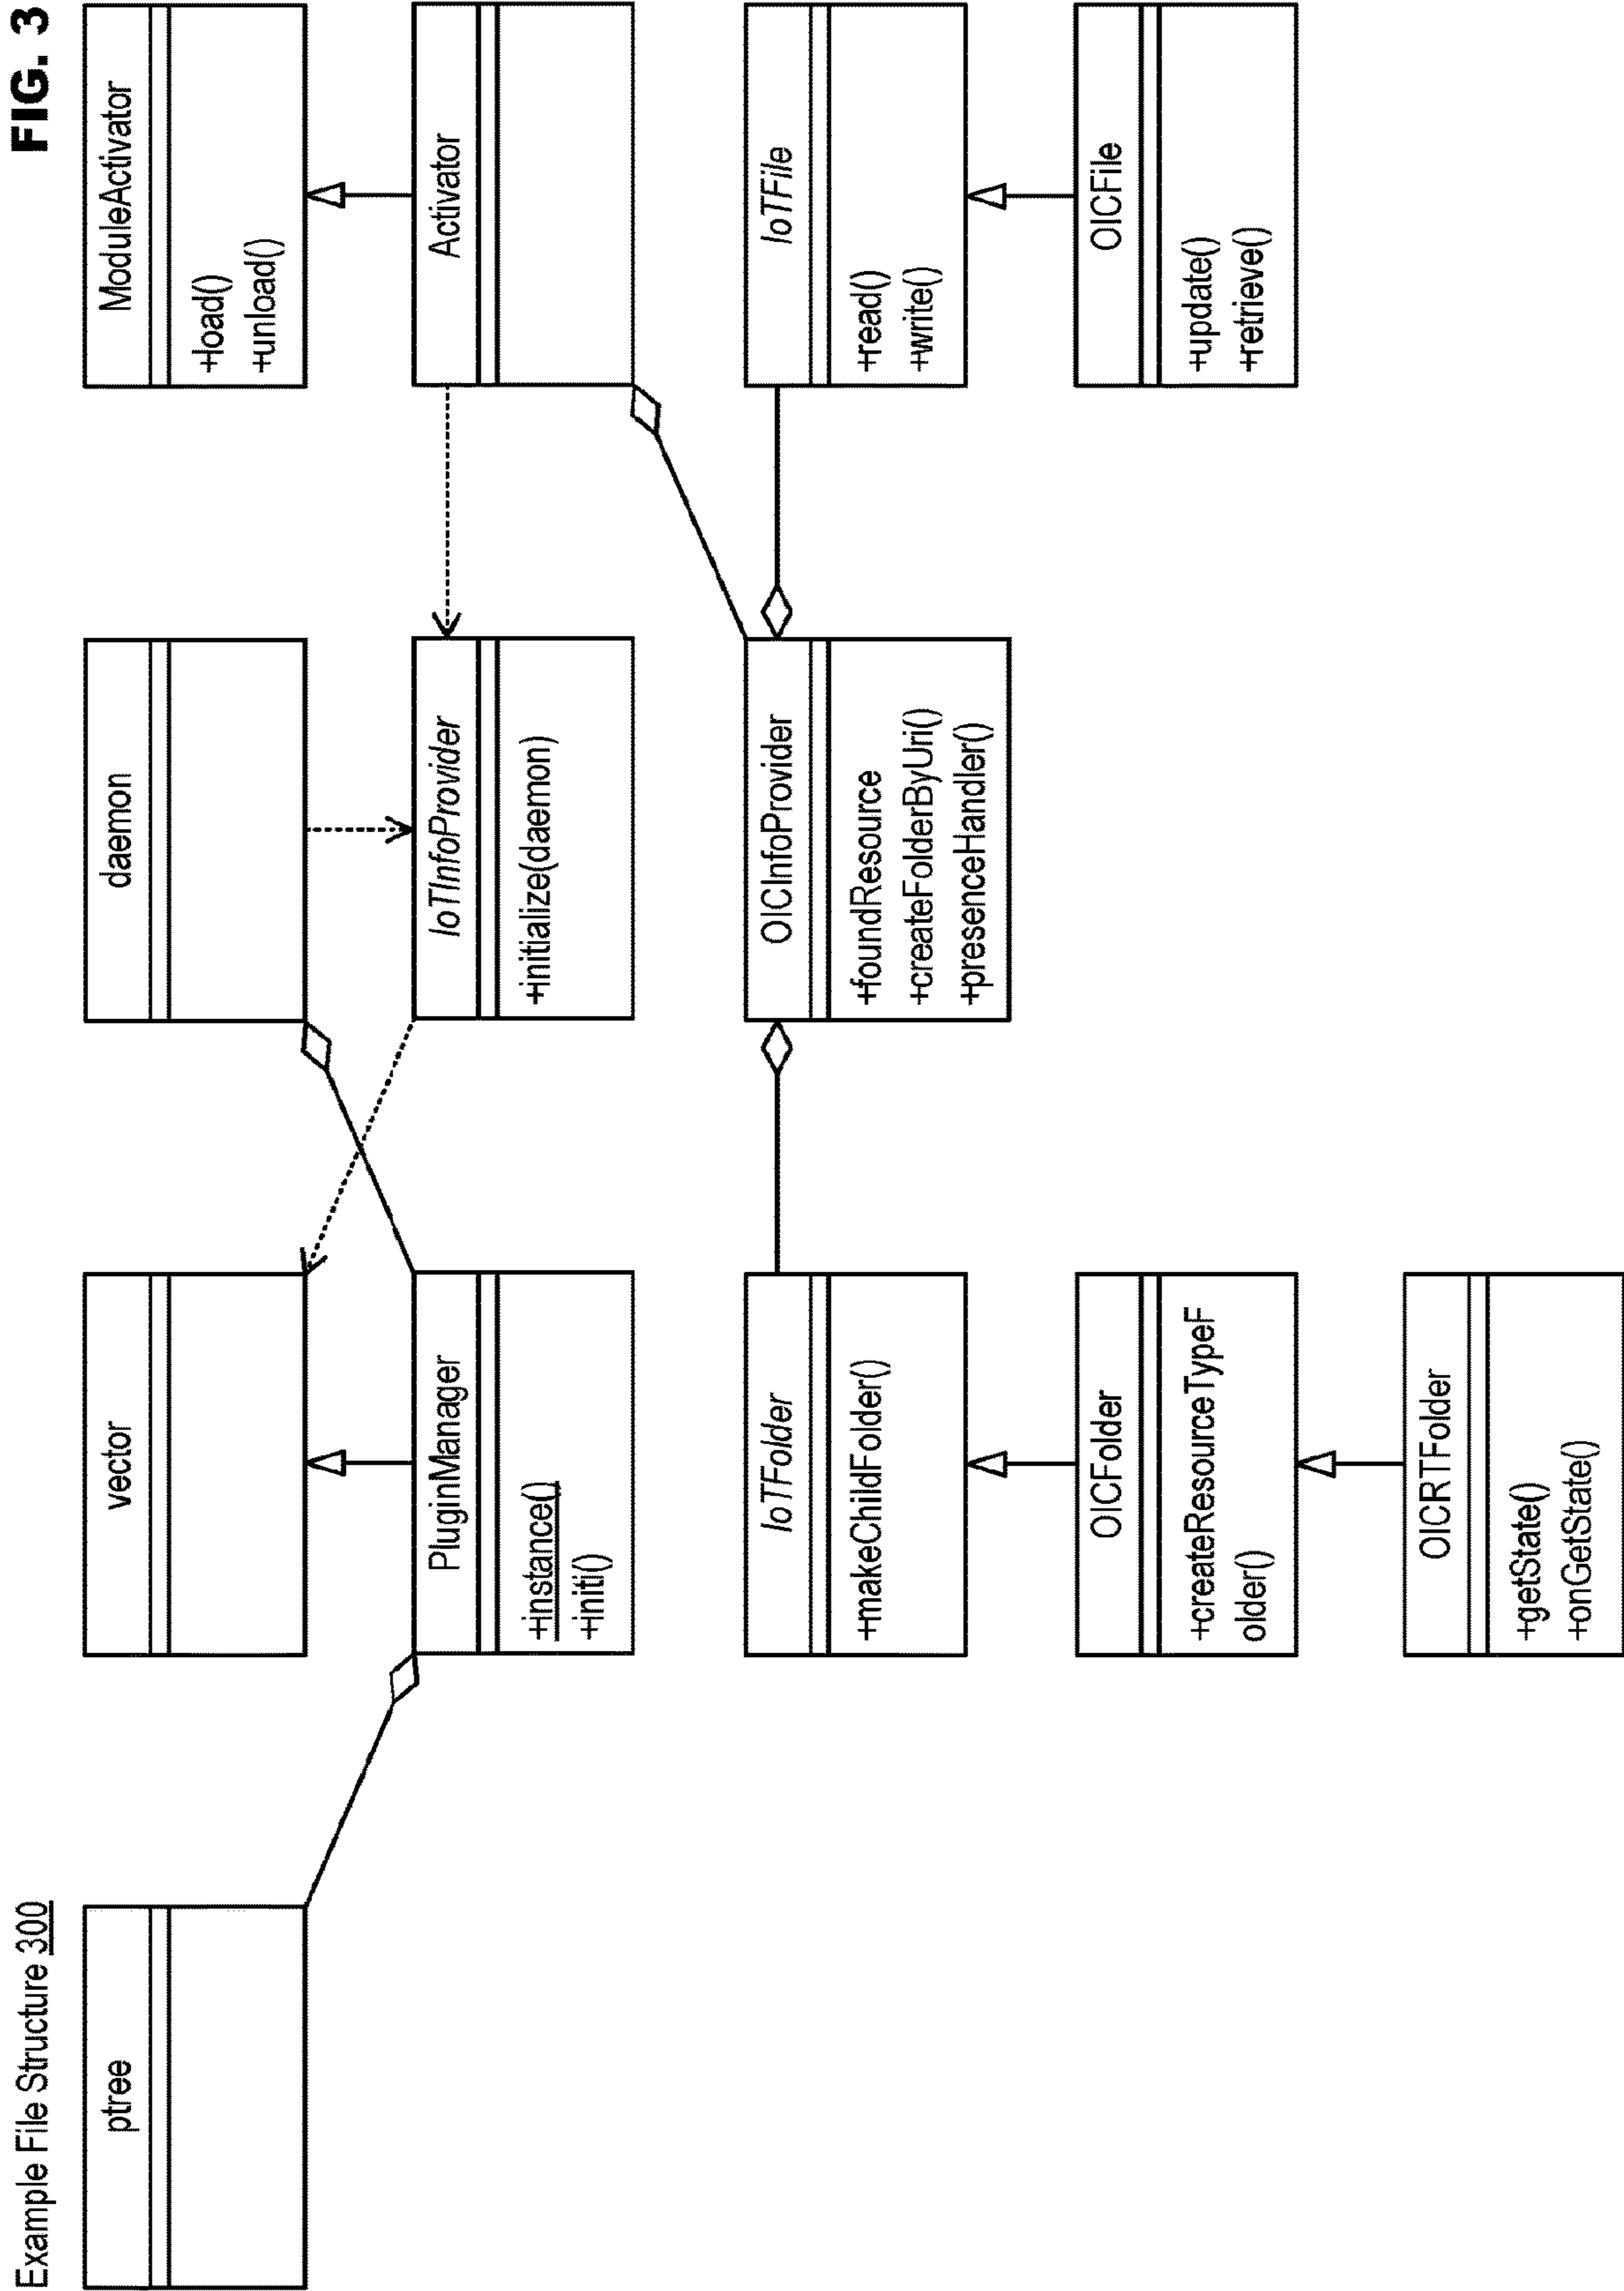 Example File Structure 300
FIG. 3
ptree
vector
daemon
ModuleActivator
+load()
+unload()
PluginManager
+instance()
+initi()
IoTInfoProvider
+initialize(daemon)
Activator
IoTFolder
+makeChildFolder()
OICInfoProvider
+foundResource
+createFolderByUri()
+presenceHandler()
IoTFile
+read()
+write()
OICFolder
+createResourceTypeF
older()
OICFile
+update()
+retrieve()
OICRTFolder
+getState()
+onGetState()